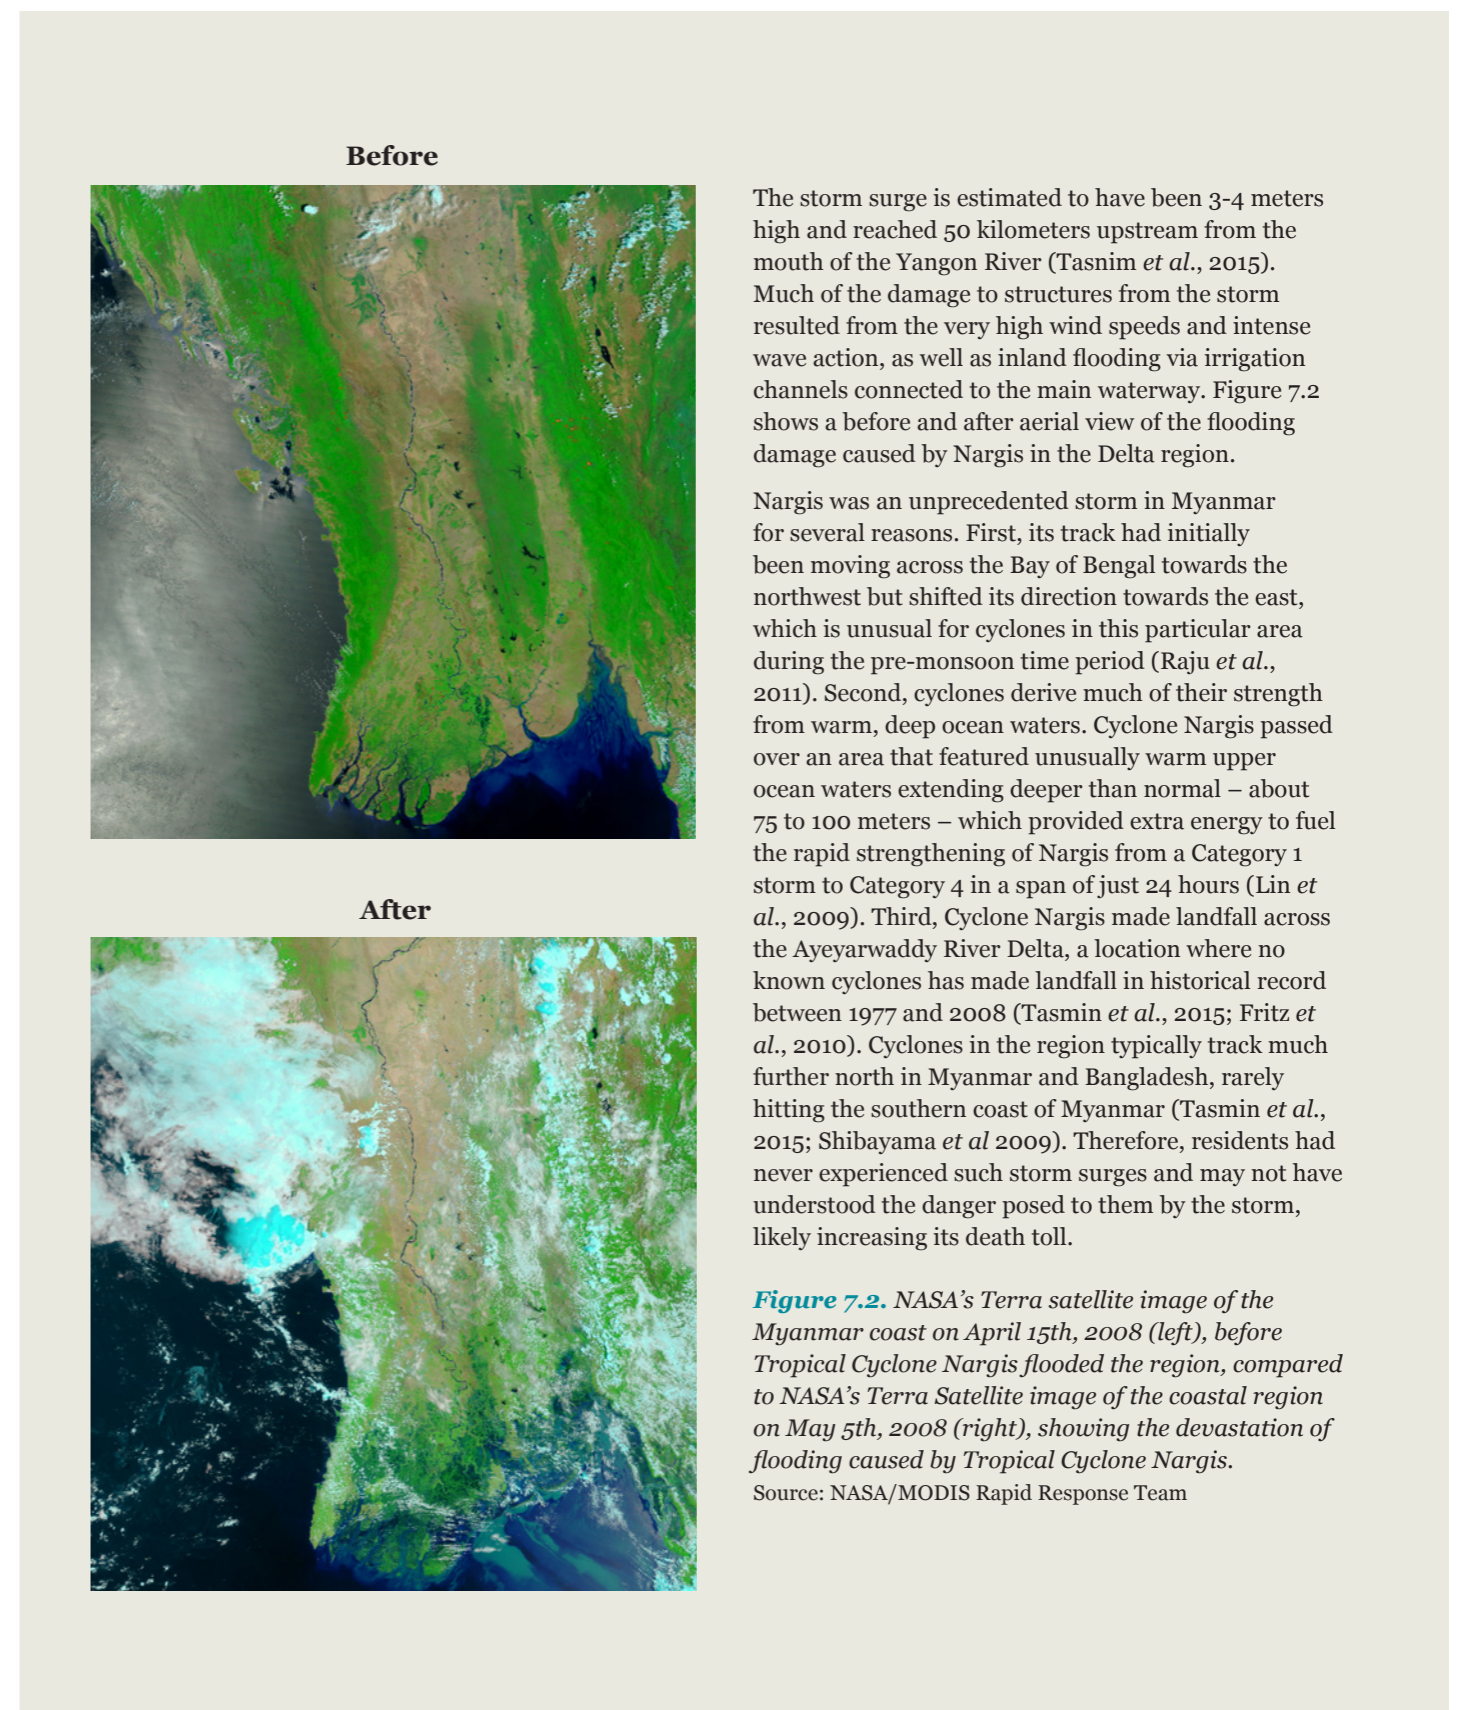 Before
The storm surge is estimated to have been 3-4 meters
high and reached 50 kilometers upstream from the
mouth of the Yangon River (Tasnim et al., 2015).
Much of the damage to structures from the storm
resulted from the very high wind speeds and intense
wave action, as well as inland flooding via irrigation
channels connected to the main waterway. Figure 7.2
shows a before and after aerial view of the flooding
damage caused by Nargis in the Delta region.
Nargis was an unprecedented storm in Myanmar
for several reasons. First, its track had initially
been moving across the Bay of Bengal towards the
northwest but shifted its direction towards the east,
which is unusual for cyclones in this particular area
during the pre-monsoon time period (Raju et al.,
2011). Second, cyclones derive much of their strength
from warm, deep ocean waters. Cyclone Nargis passed
over an area that featured unusually warm upper
ocean waters extending deeper than normal – about
75 to 100 meters – which provided extra energy to fuel
the rapid strengthening of Nargis from a Category 1
storm to Category 4 in a span of just 24 hours (Lin et
al., 2009). Third, Cyclone Nargis made landfall across
the Ayeyarwaddy River Delta, a location where no
known cyclones has made landfall in historical record
between 1977 and 2008 (Tasmin et al., 2015; Fritz et
al., 2010). Cyclones in the region typically track much
further north in Myanmar and Bangladesh, rarely
hitting the southern coast of Myanmar (Tasmin et al.,
2015; Shibayama et al 2009). Therefore, residents had
never experienced such storm surges and may not have
understood the danger posed to them by the storm,
likely increasing its death toll.
After
Figure 7.2. NASA's Terra satellite image of the
Myanmar coast on April 15th, 2008 (left), before
Tropical Cyclone Nargis flooded the region, compared
to NASA's Terra Satellite image of the coastal region
on May 5th, 2008 (right), showing the devastation of
flooding caused by Tropical Cyclone Nargis.
Source: NASA/MODIS Rapid Response Team